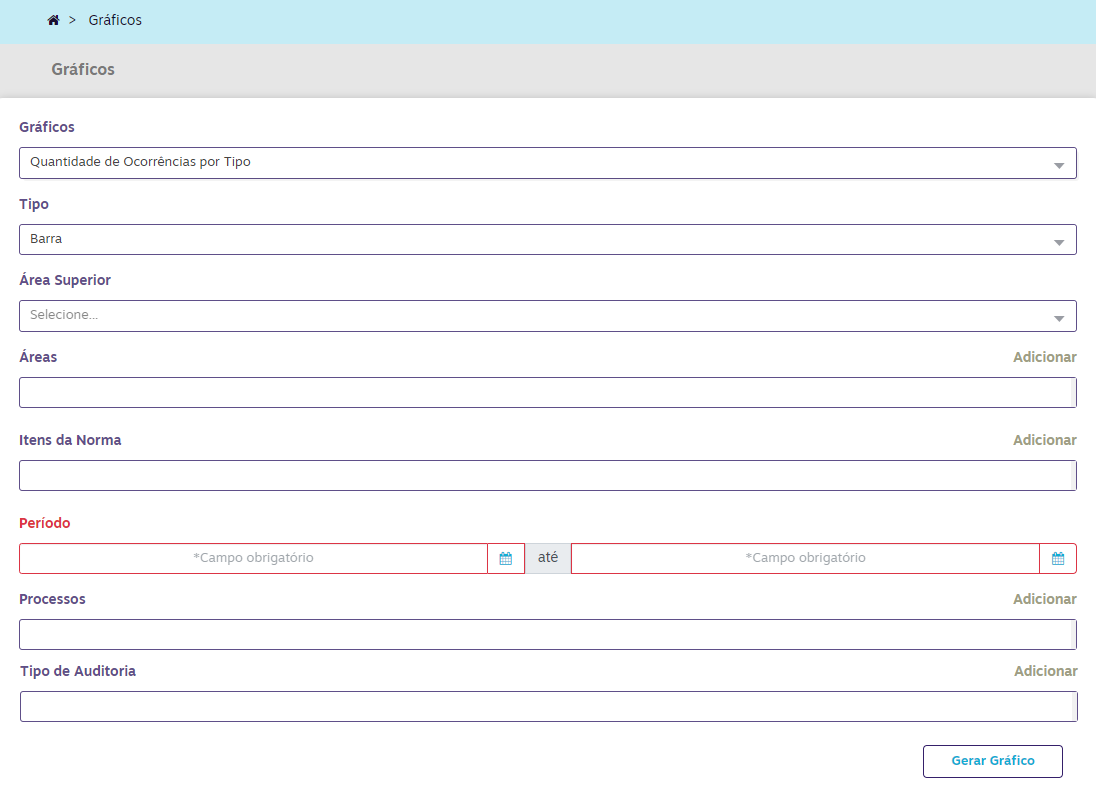 > Gráficos
Gráficos
Gráficos
Quantidade de Ocorrências por Tipo
Tipo
Barra
Área Superior
Selecione...
Áreas Adicionar
Itens da Norma Adicionar
Período
*Campo obrigatório até *Campo obrigatório
Processos Adicionar
Tipo de Auditoria Adicionar
Gerar Gráfico